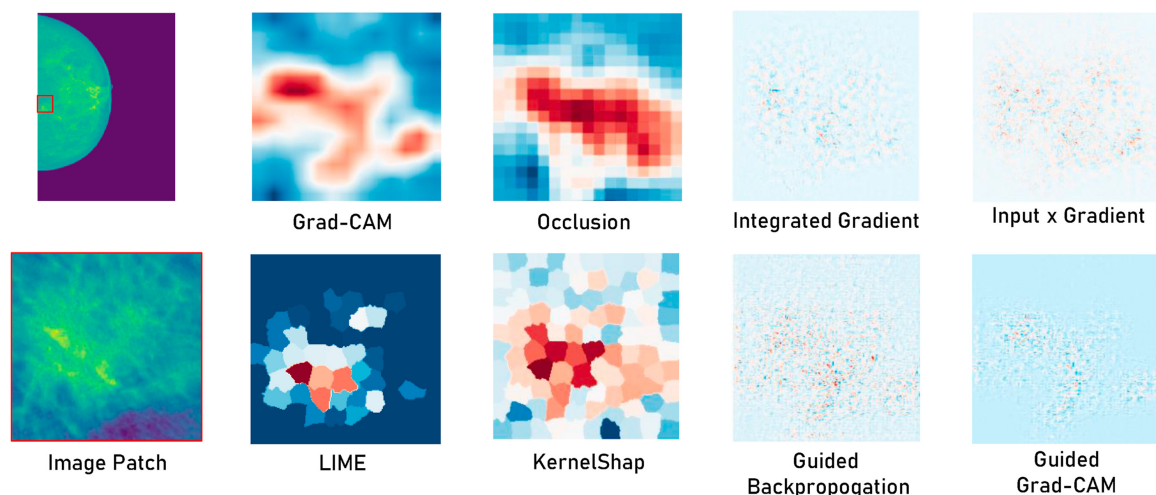 Grad-CAM
Occlusion
Integrated Gradient
Input x Gradient
Image Patch
LIME
KernelShap
Guided
Backpropogation
Guided
Grad-CAM